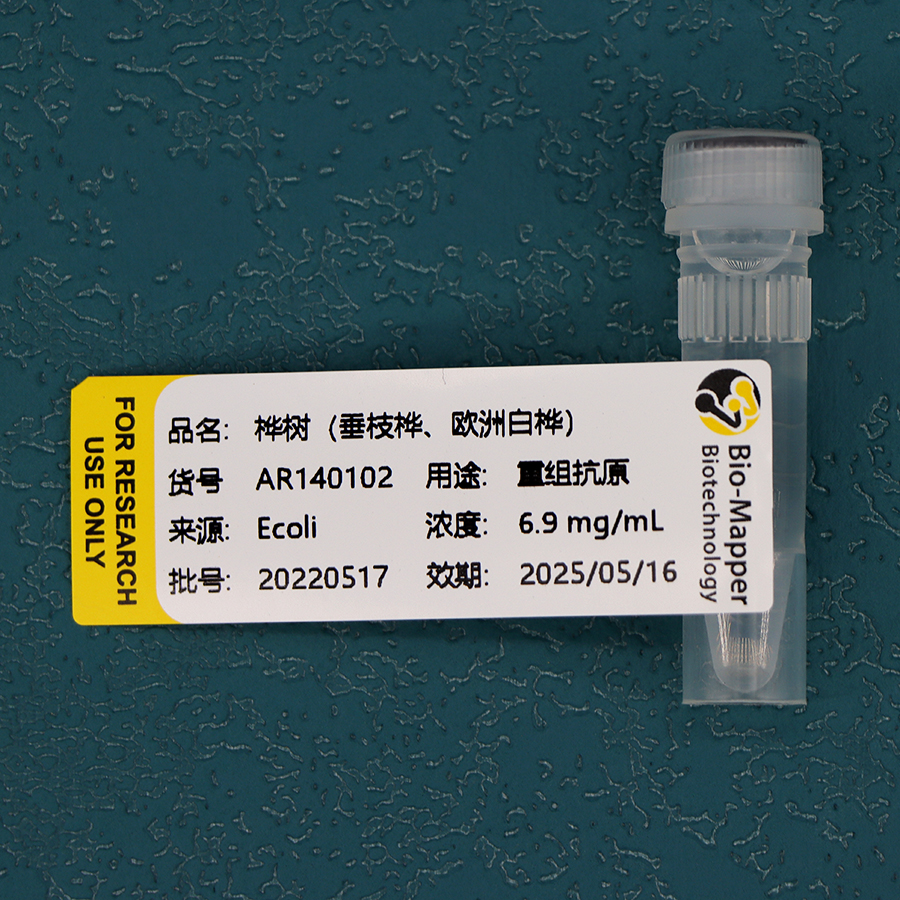 FOR RESEARCH
USE ONLY
品名: 桦树（垂枝桦、欧洲白桦）
货号 AR140102 用途: 重组抗原
来源: Ecoli 浓度: 6.9 mg/mL
批号: 20220517 效期: 2025/05/16
Bio-Mapper
Biotechnology